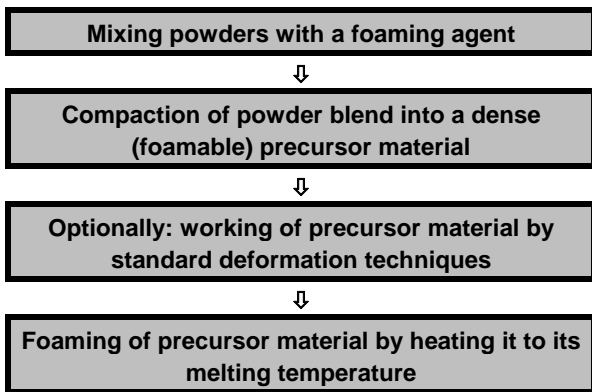 Mixing powders with a foaming agent
⇩
Compaction of powder blend into a dense
(foamable) precursor material
⇩
Optionally: working of precursor material by
standard deformation techniques
⇩
Foaming of precursor material by heating it to its
melting temperature